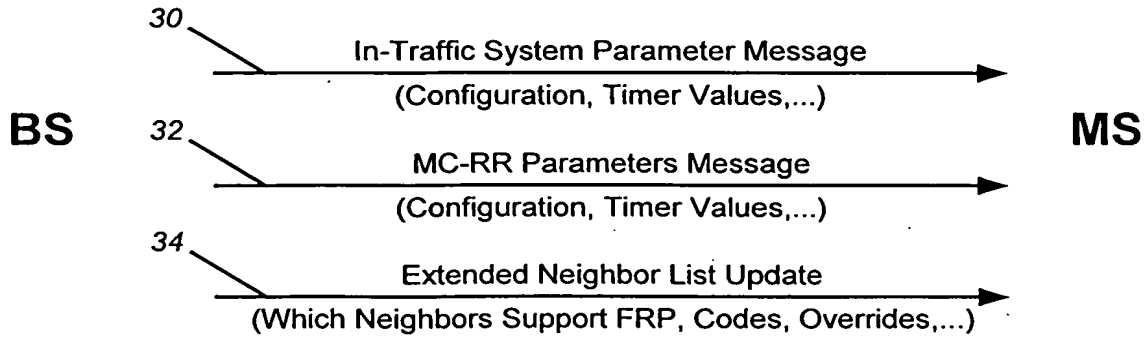 30
In-Traffic System Parameter Message
(Configuration, Timer Values,...)
BS
MS
32
MC-RR Parameters Message
(Configuration, Timer Values,...)
34
Extended Neighbor List Update
(Which Neighbors Support FRP, Codes, Overrides,...)